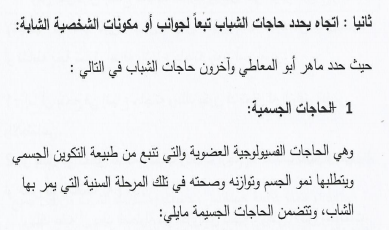 ثانيا : اتجاه يحدد حاجات الشباب تبعاً لجوانب أو مكونات الشخصية الشابة:
حيث حدد ماهر أبو المعاطي وآخرون حاجات الشباب في التالي :
1 -الحاجات الجسمية:
وهي الحاجات الفسيولوجية العضوية والتي تنبع من طبيعة التكوين الجسمي
ويتطلبها نمو الجسم وتوازنه وصحته في تلك المرحلة السنية التي يمر بها
الشاب، وتتضمن الحاجات الجسيمة مايلي: